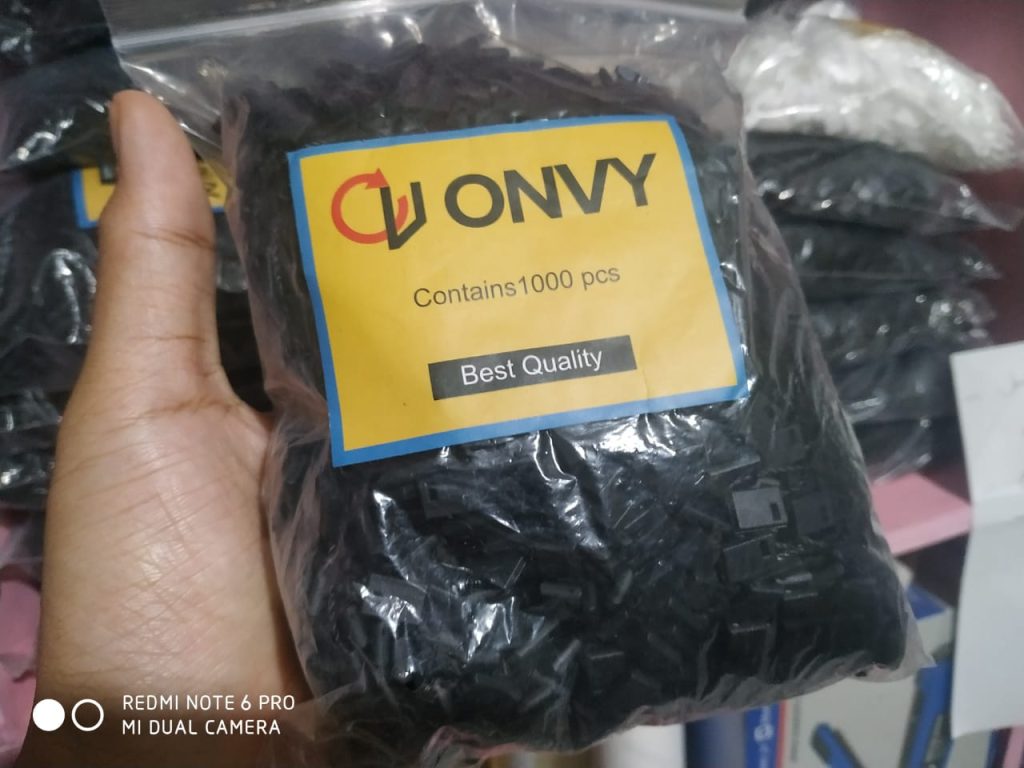 ONVY
Contains1000 pcs
Best Quality
REDMI NOTE 6 PRO
MI DUAL CAMERA